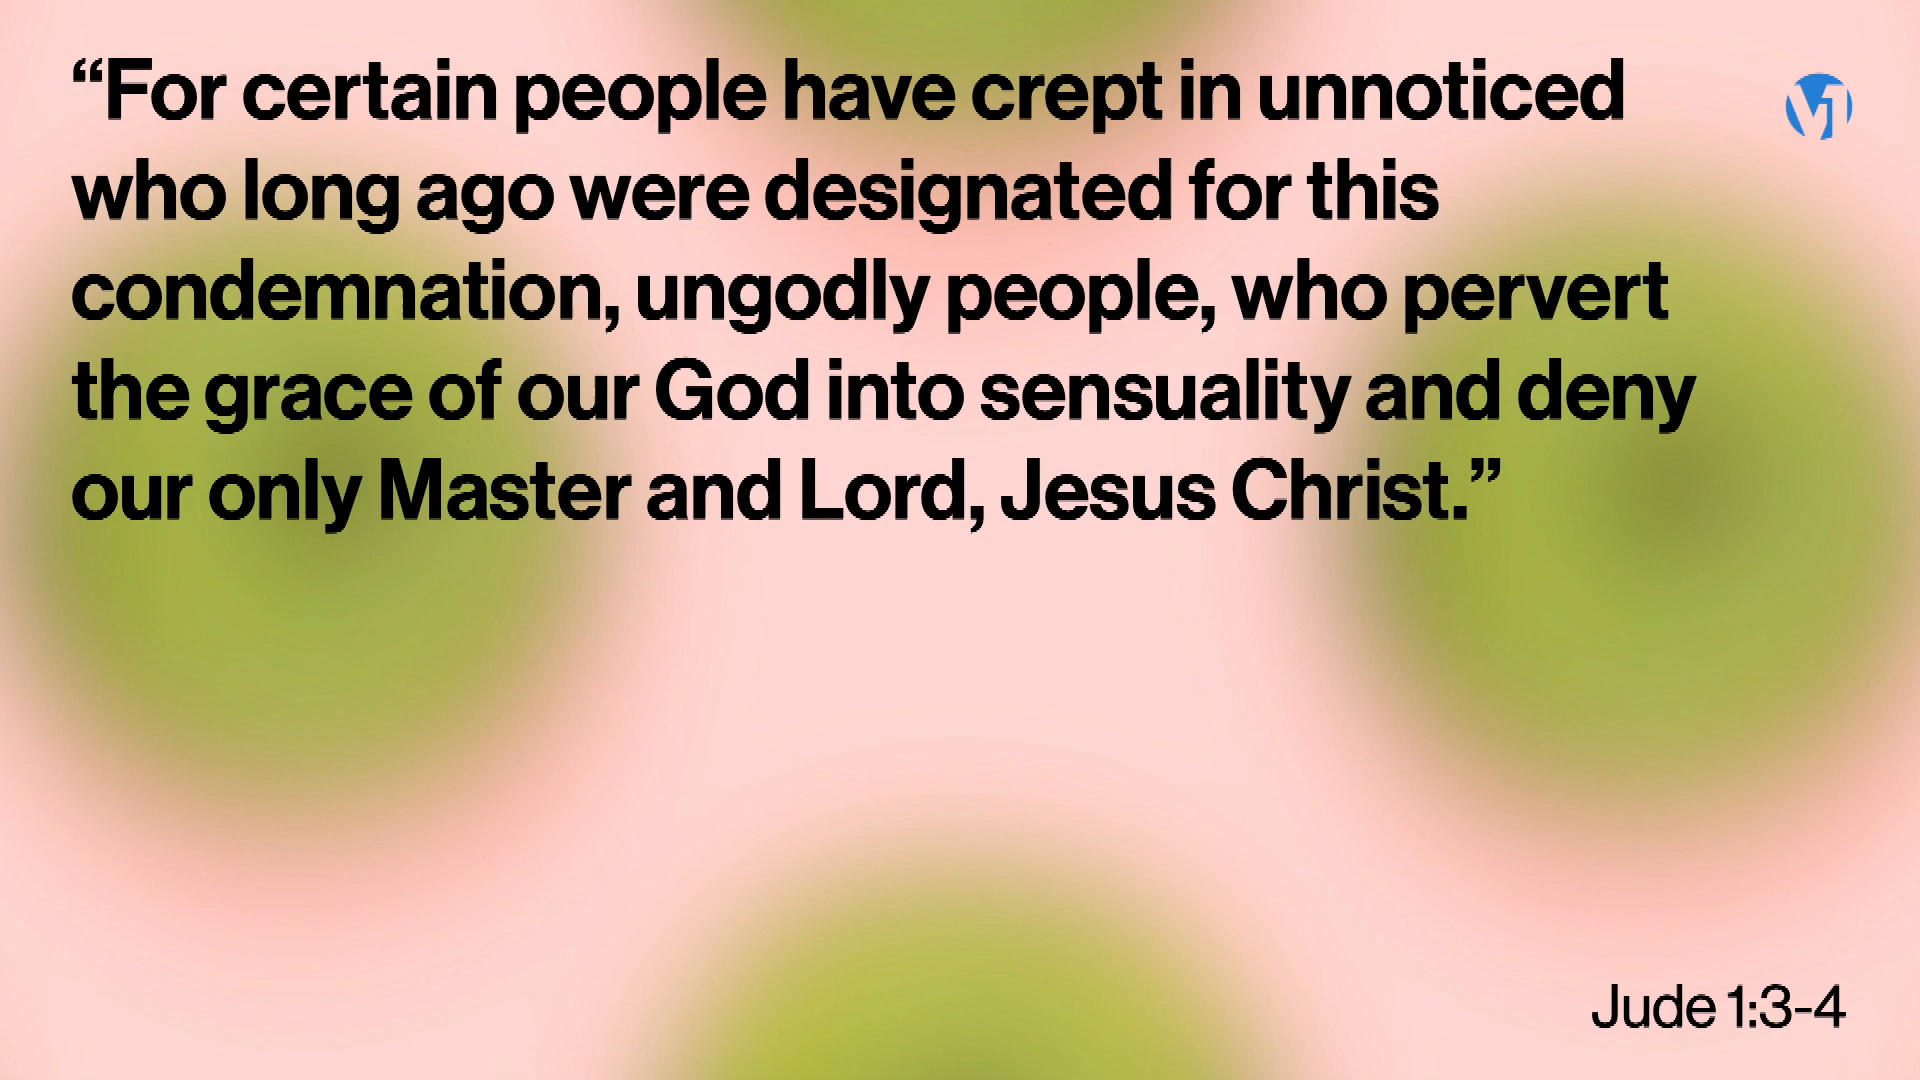 “For certain people have crept in unnoticed
who long ago were designated for this
condemnation, ungodly people, who pervert
the grace of our God into sensuality and deny
our only Master and Lord, Jesus Christ.”
Jude 1:3-4